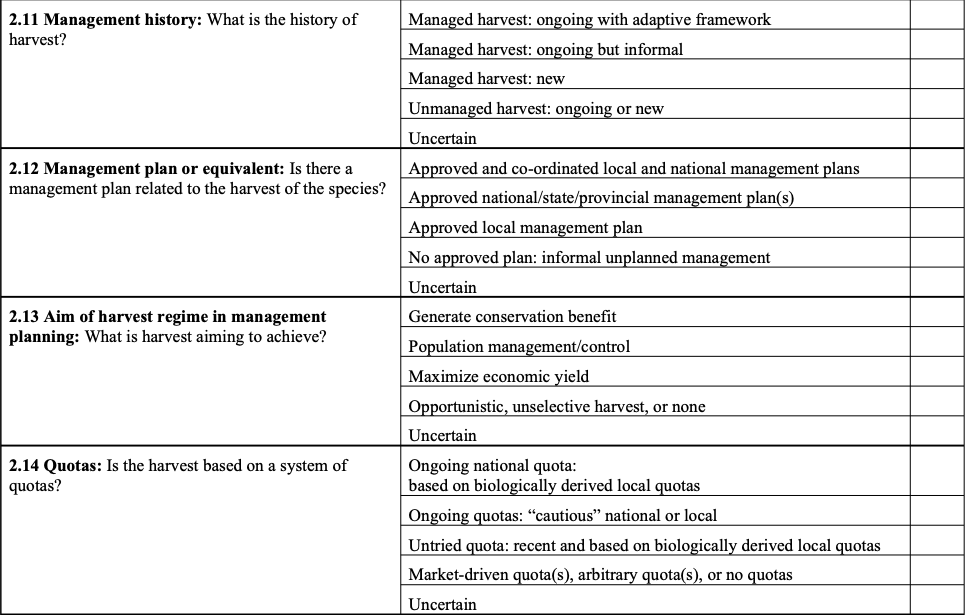 2.11 Management history: What is the history of
harvest?
Managed harvest: ongoing with adaptive framework
Managed harvest: ongoing but informal
Managed harvest: new
Unmanaged harvest: ongoing or new
Uncertain
2.12 Management plan or equivalent: Is there a
management plan related to the harvest of the species?
Approved and co-ordinated local and national management plans
Approved national/state/provincial management plan(s)
Approved local management plan
No approved plan: informal unplanned management
Uncertain
2.13 Aim of harvest regime in management
planning: What is harvest aiming to achieve?
Generate conservation benefit
Population management/control
Maximize economic yield
Opportunistic, unselective harvest, or none
Uncertain
2.14 Quotas: Is the harvest based on a system of
quotas?
Ongoing national quota:
based on biologically derived local quotas
Ongoing quotas: “cautious” national or local
Untried quota: recent and based on biologically derived local quotas
Market-driven quota(s), arbitrary quota(s), or no quotas
Uncertain